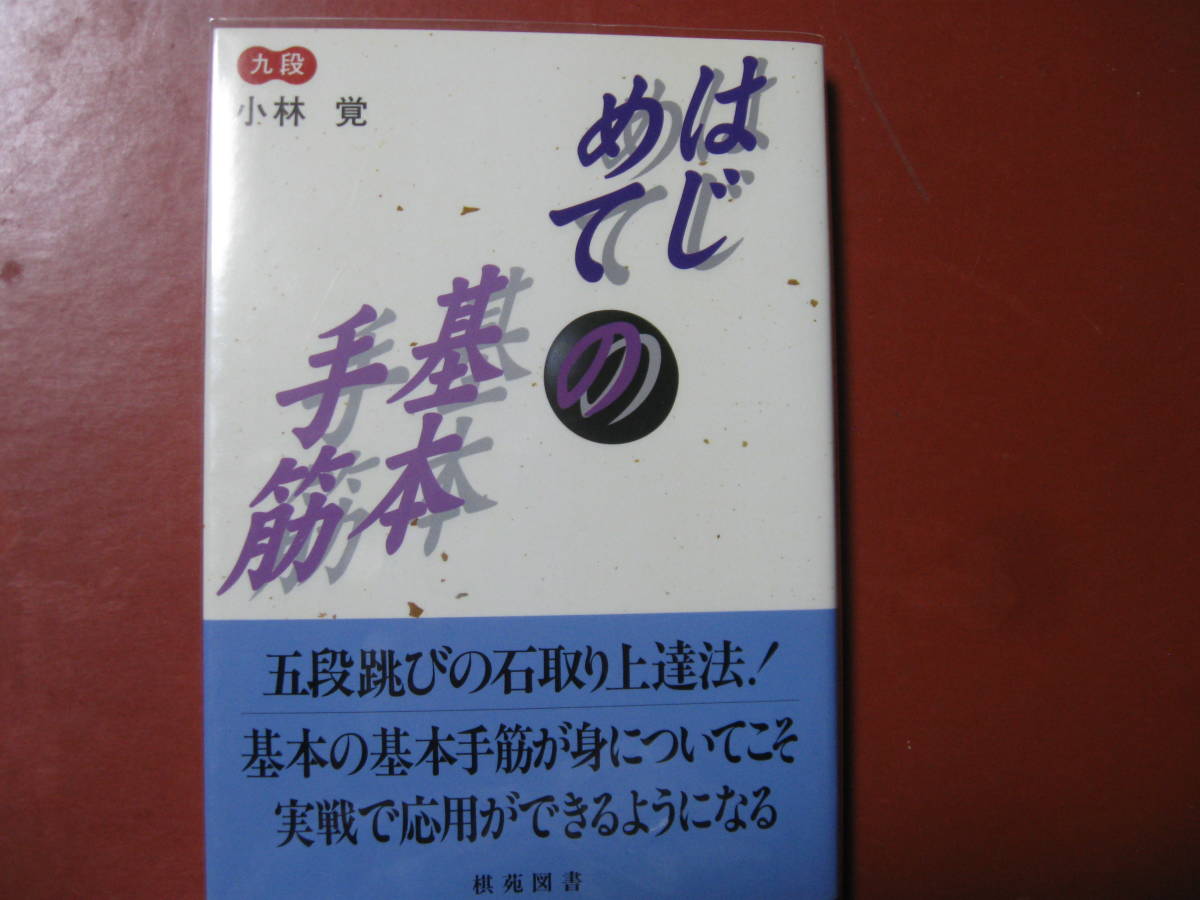 九段
小林 覚
はじ
めて
の
基本
手筋
五段跳びの石取り上達法!
基本の基本手筋が身についてこそ
実戦で応用ができるようになる
棋苑図書